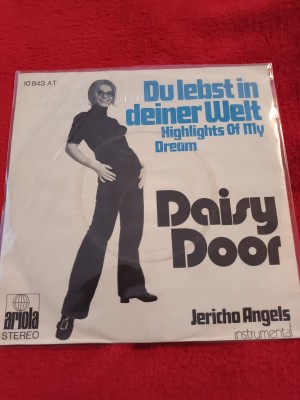 10 843 AT
Du lebst in
deiner Welt
Highlights Of My
Dream
Daisy
Door
Jericho Angels
instrumental
ariola
STEREO